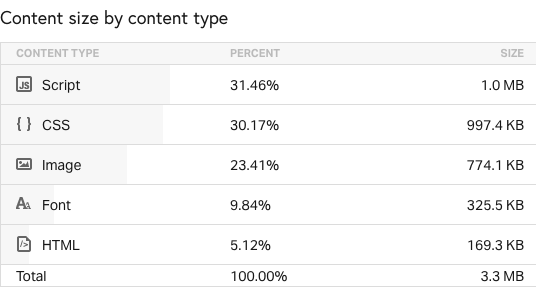 Content size by content type
CONTENT TYPE PERCENT SIZE
JS Script 31.46% 1.0 MB
{ } CSS 30.17% 997.4 KB
Image 23.41% 774.1 KB
AA Font 9.84% 325.5 KB
</> HTML 5.12% 169.3 KB
Total 100.00% 3.3 MB